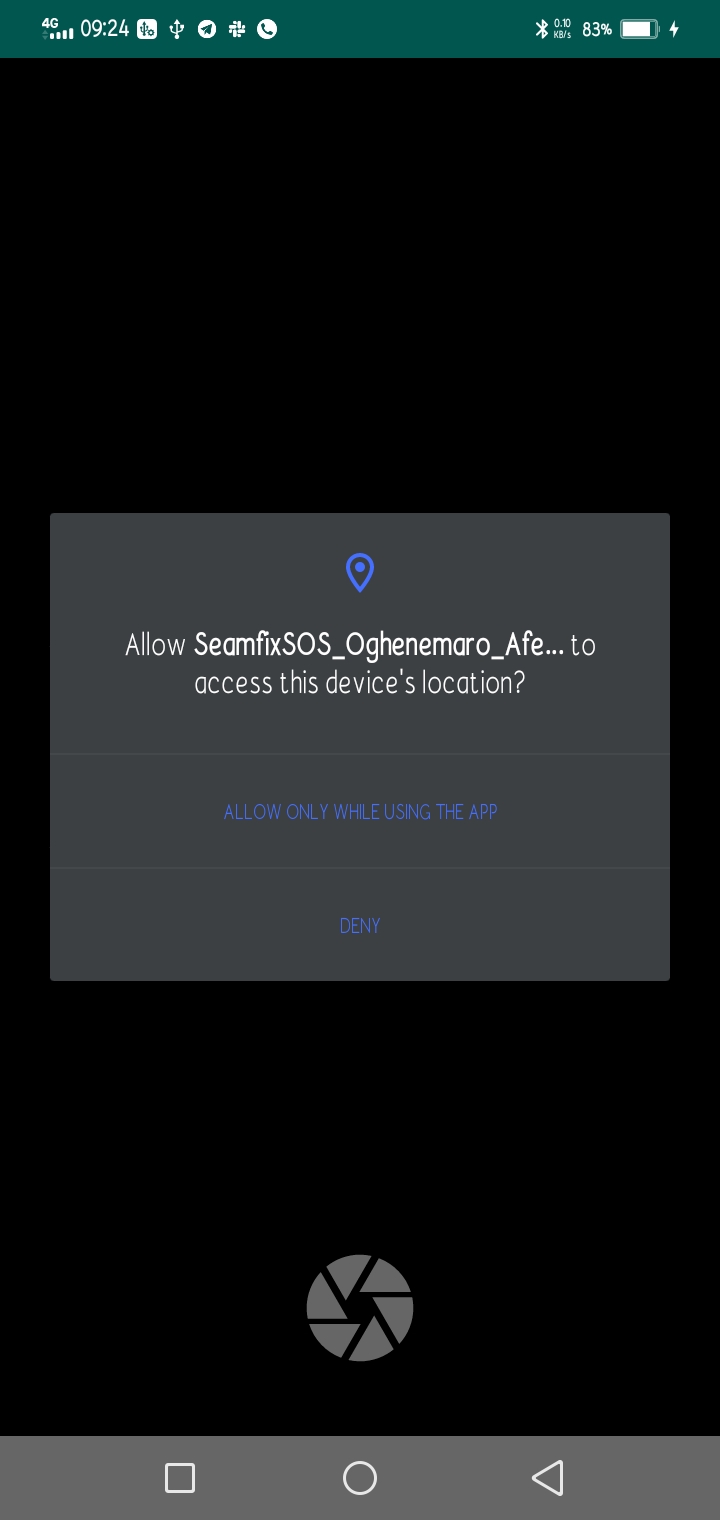 4G 09:24 0.10 KB/s 83%
Allow SeamfixSOS_Oghenemaro_Afe... to
access this device's location?
ALLOW ONLY WHILE USING THE APP
DENY